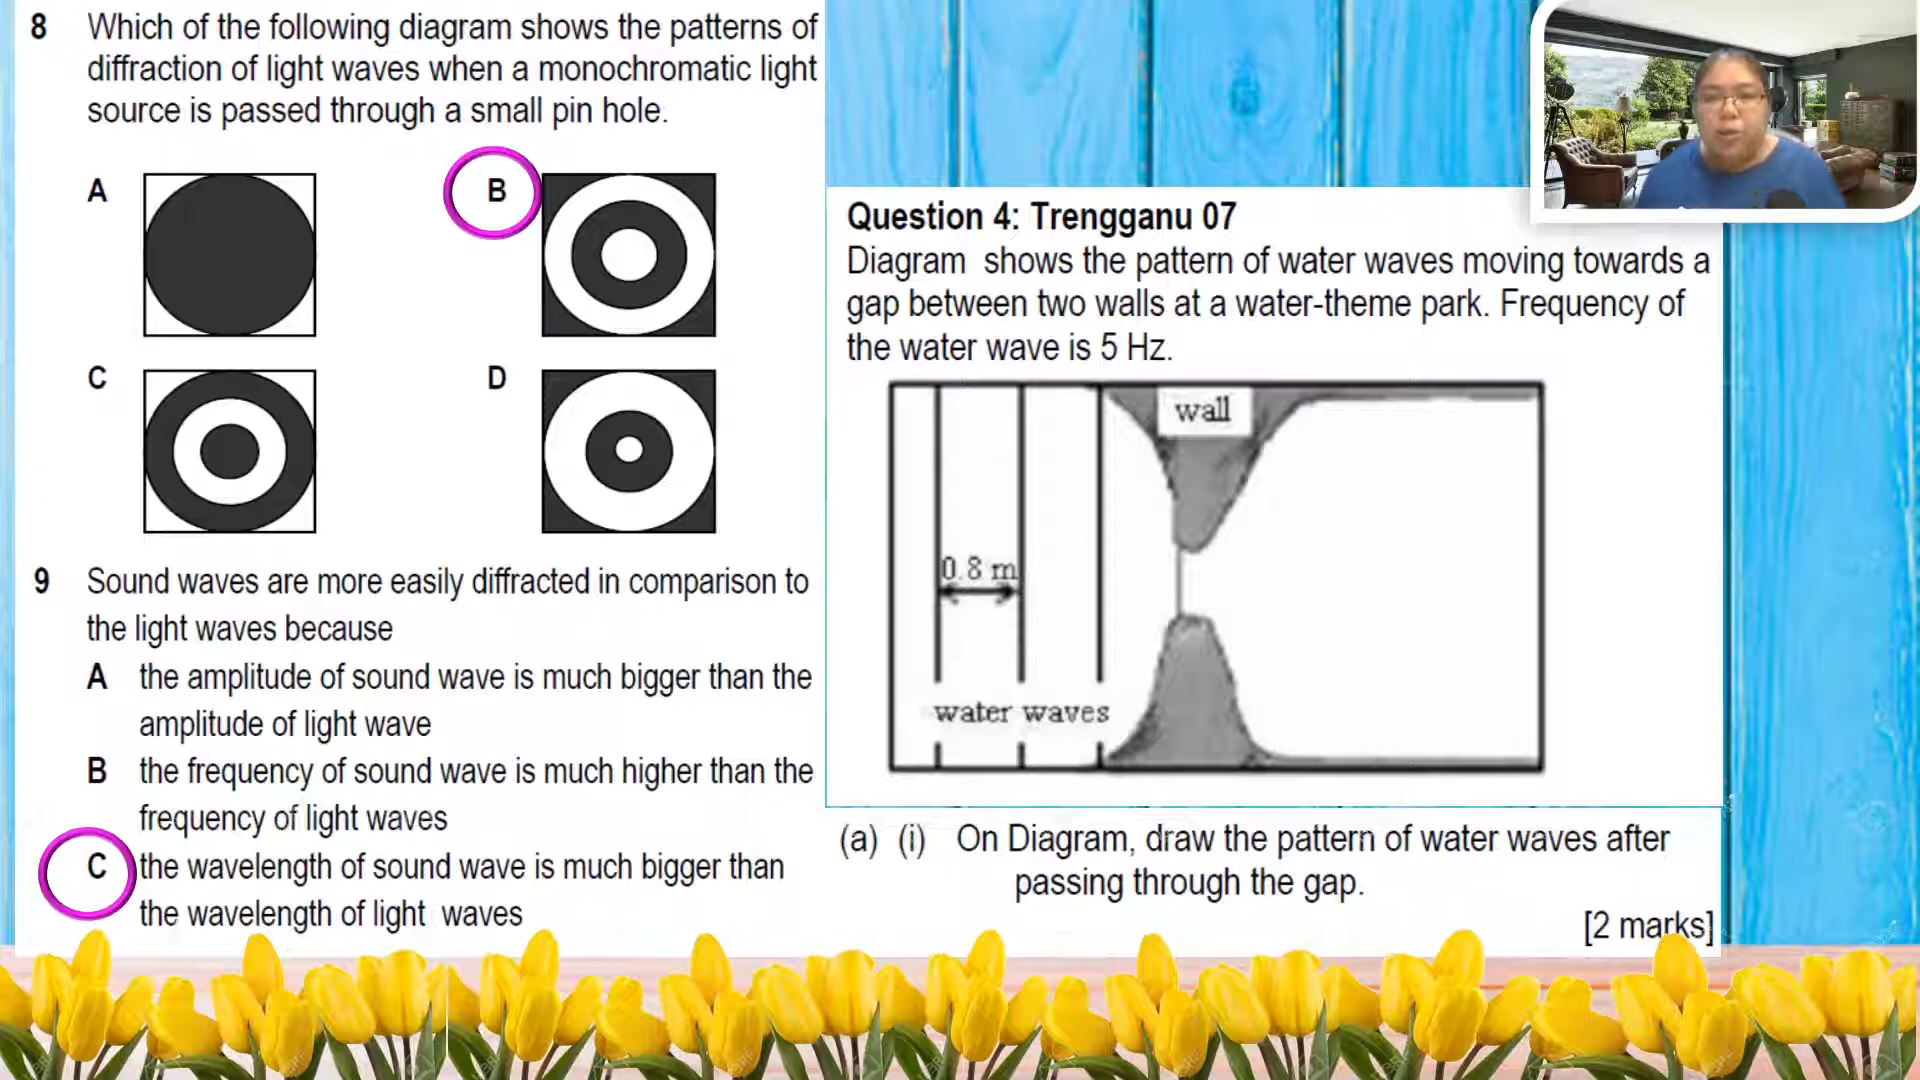 8 Which of the following diagram shows the patterns of
diffraction of light waves when a monochromatic light
source is passed through a small pin hole.
A
B
C
D
9 Sound waves are more easily diffracted in comparison to
the light waves because
A the amplitude of sound wave is much bigger than the
amplitude of light wave
B the frequency of sound wave is much higher than the
frequency of light waves
C the wavelength of sound wave is much bigger than
the wavelength of light waves
Question 4: Trengganu 07
Diagram shows the pattern of water waves moving towards a
gap between two walls at a water-theme park. Frequency of
the water wave is 5 Hz.
wall
0.8 m
water waves
(a) (i) On Diagram, draw the pattern of water waves after
passing through the gap.
[2 marks]